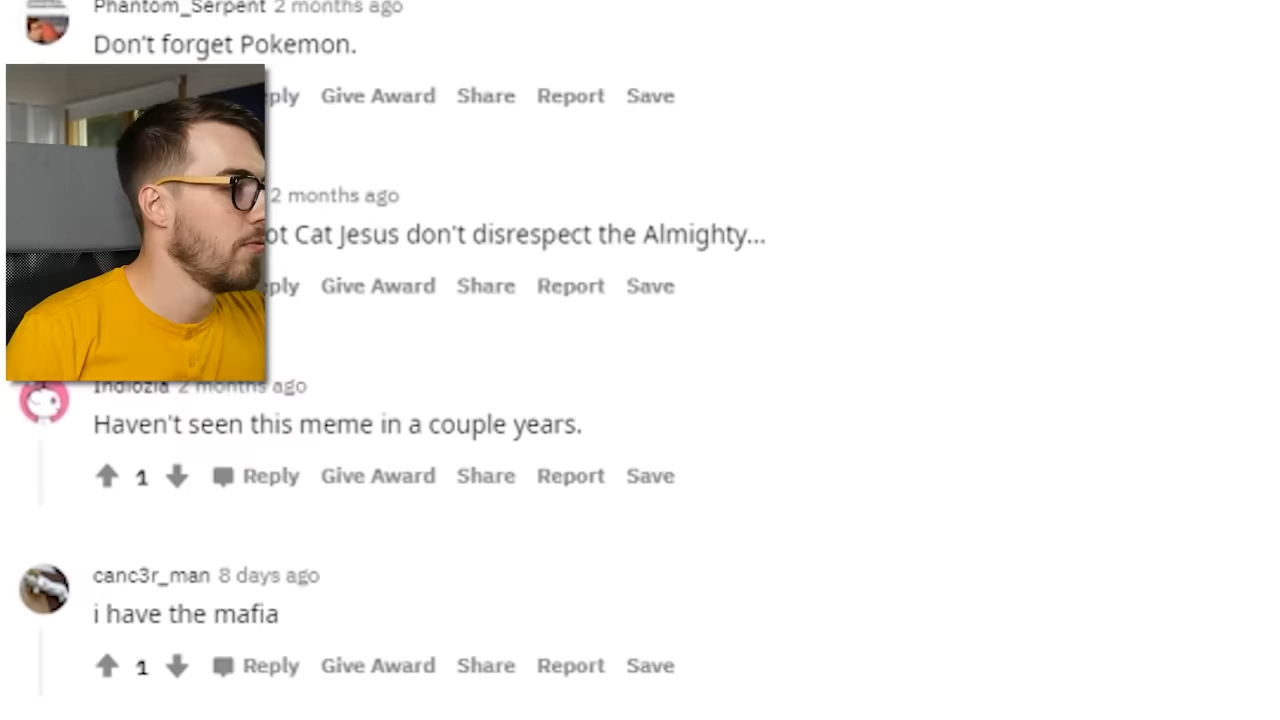 Phantom_Serpent 2 months ago
Don't forget Pokemon.
Give Award Share Report Save
2 months ago
Cat Jesus don't disrespect the Almighty...
Give Award Share Report Save
Indiozia 2 months ago
Haven't seen this meme in a couple years.
1 Reply Give Award Share Report Save
canc3r_man 8 days ago
i have the mafia
1 Reply Give Award Share Report Save